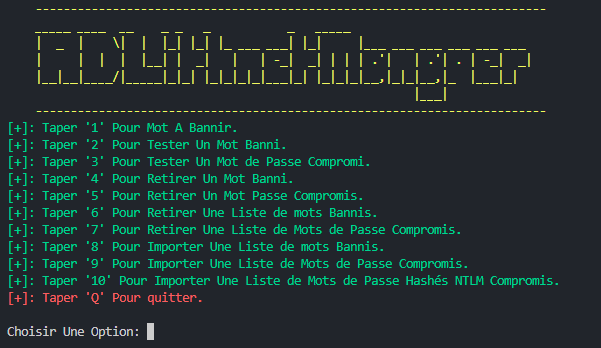 [+]: Taper '1' Pour Mot A Bannir.
[+]: Taper '2' Pour Tester Un Mot Banni.
[+]: Taper '3' Pour Tester Un Mot de Passe Compromi.
[+]: Taper '4' Pour Retirer Un Mot Banni.
[+]: Taper '5' Pour Retirer Un Mot Passe Compromis.
[+]: Taper '6' Pour Retirer Une Liste de mots Bannis.
[+]: Taper '7' Pour Retirer Une Liste de Mots de Passe Compromis.
[+]: Taper '8' Pour Importer Une Liste de mots Bannis.
[+]: Taper '9' Pour Importer Une Liste de Mots de Passe Compromis.
[+]: Taper '10' Pour Importer Une Liste de Mots de Passe Hashés NTLM Compromis.
[+]: Taper 'Q' Pour quitter.
Choisir Une Option: